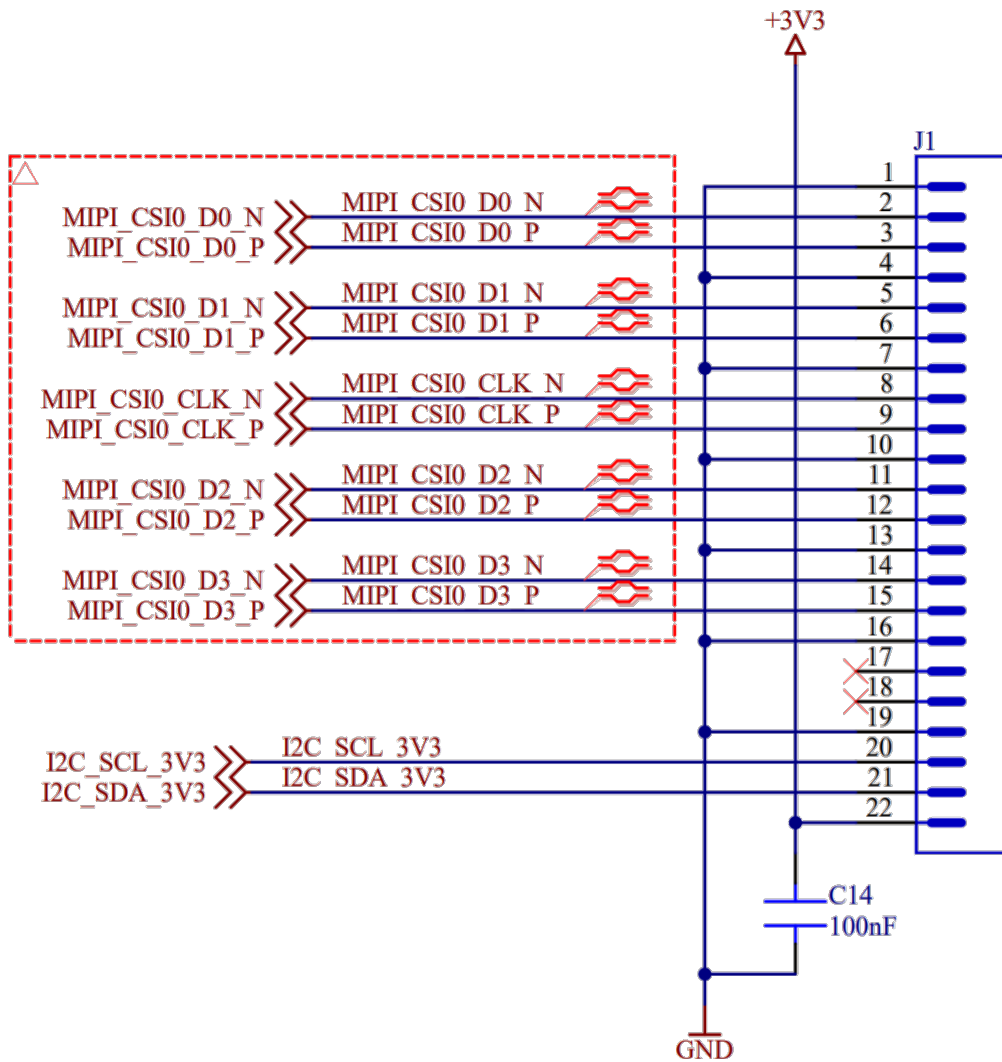 +3V3
J1
1
MIPI_CSI0_D0_N MIPI_CSI0_D0_N 2
MIPI_CSI0_D0_P MIPI_CSI0_D0_P 3
4
MIPI_CSI0_D1_N MIPI_CSI0_D1_N 5
MIPI_CSI0_D1_P MIPI_CSI0_D1_P 6
7
MIPI_CSI0_CLK_N MIPI_CSI0_CLK_N 8
MIPI_CSI0_CLK_P MIPI_CSI0_CLK_P 9
10
MIPI_CSI0_D2_N MIPI_CSI0_D2_N 11
MIPI_CSI0_D2_P MIPI_CSI0_D2_P 12
13
MIPI_CSI0_D3_N MIPI_CSI0_D3_N 14
MIPI_CSI0_D3_P MIPI_CSI0_D3_P 15
16
17
18
19
I2C_SCL_3V3 I2C_SCL_3V3 20
I2C_SDA_3V3 I2C_SDA_3V3 21
22
C14
100nF
GND